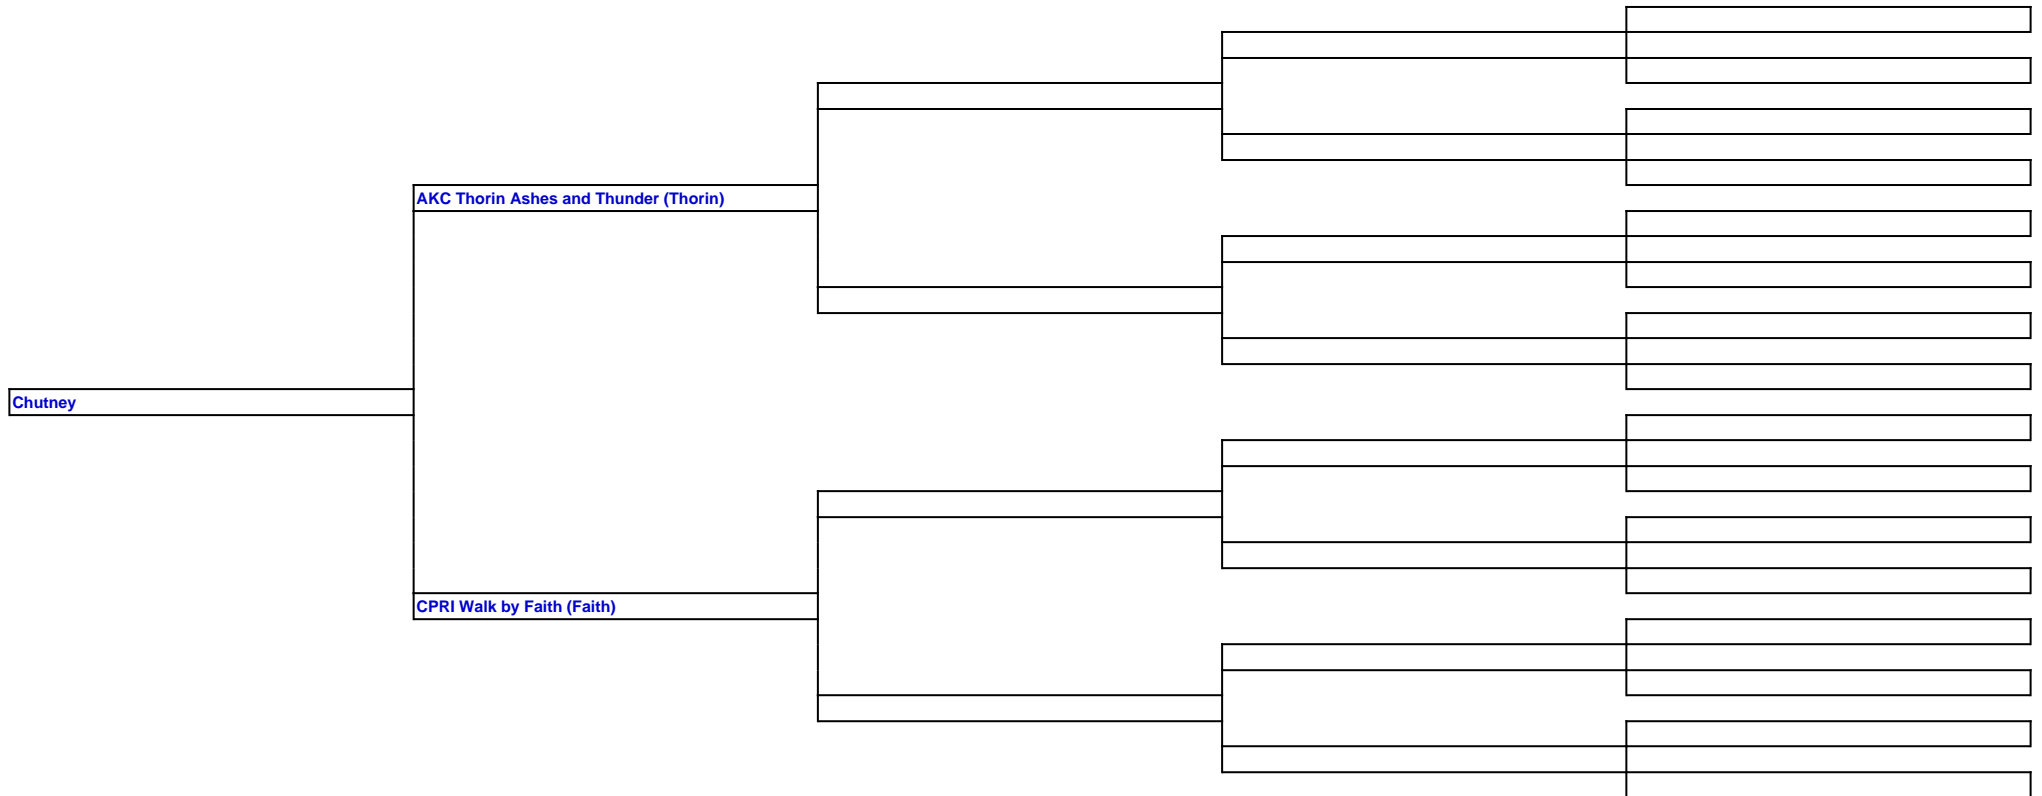 AKC Thorin Ashes and Thunder (Thorin)
Chutney
CPRI Walk by Faith (Faith)